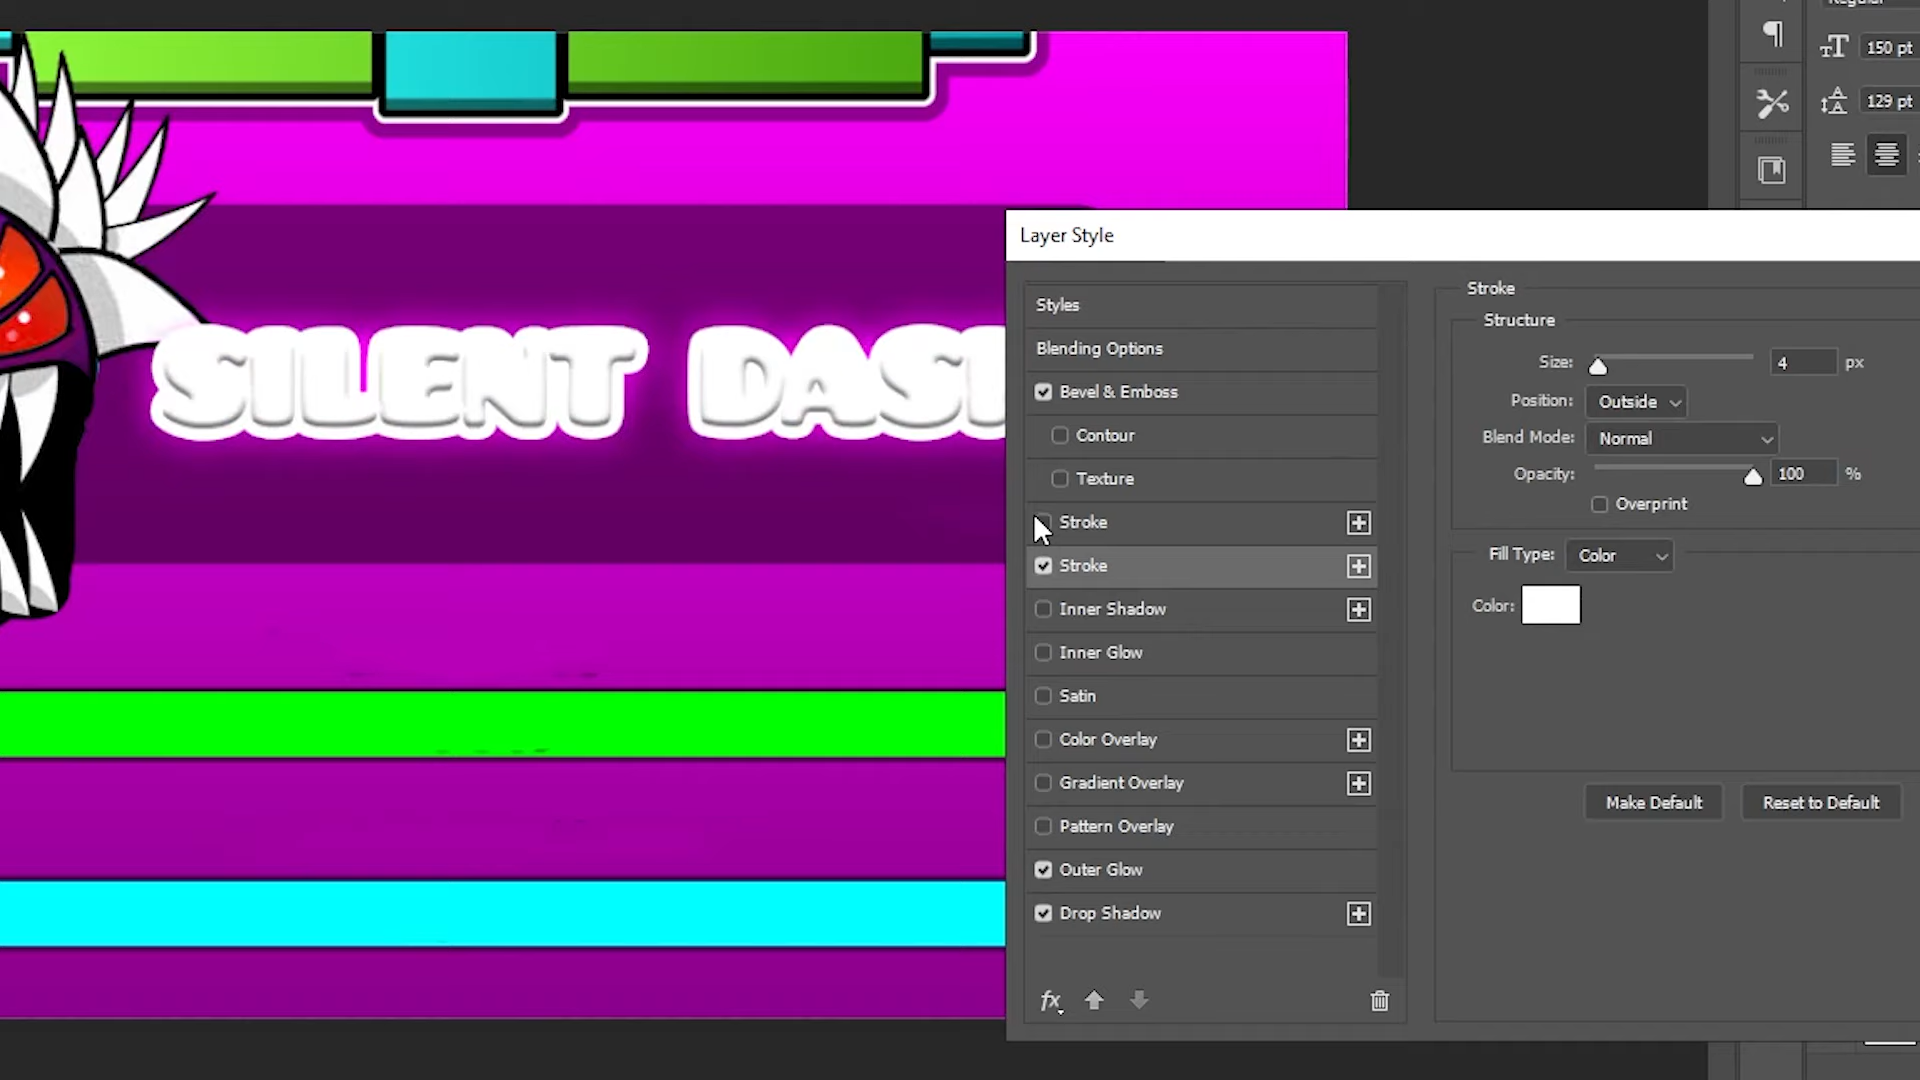 150 pt
129 pt
Layer Style
SILENT DAS
Styles
Blending Options
Bevel & Emboss
Contour
Texture
Stroke
Stroke
Inner Shadow
Inner Glow
Satin
Color Overlay
Gradient Overlay
Pattern Overlay
Outer Glow
Drop Shadow
fx
Stroke
Structure
Size: 4 px
Position: Outside
Blend Mode: Normal
Opacity: 100 %
Overprint
Fill Type: Color
Color:
Make Default
Reset to Default